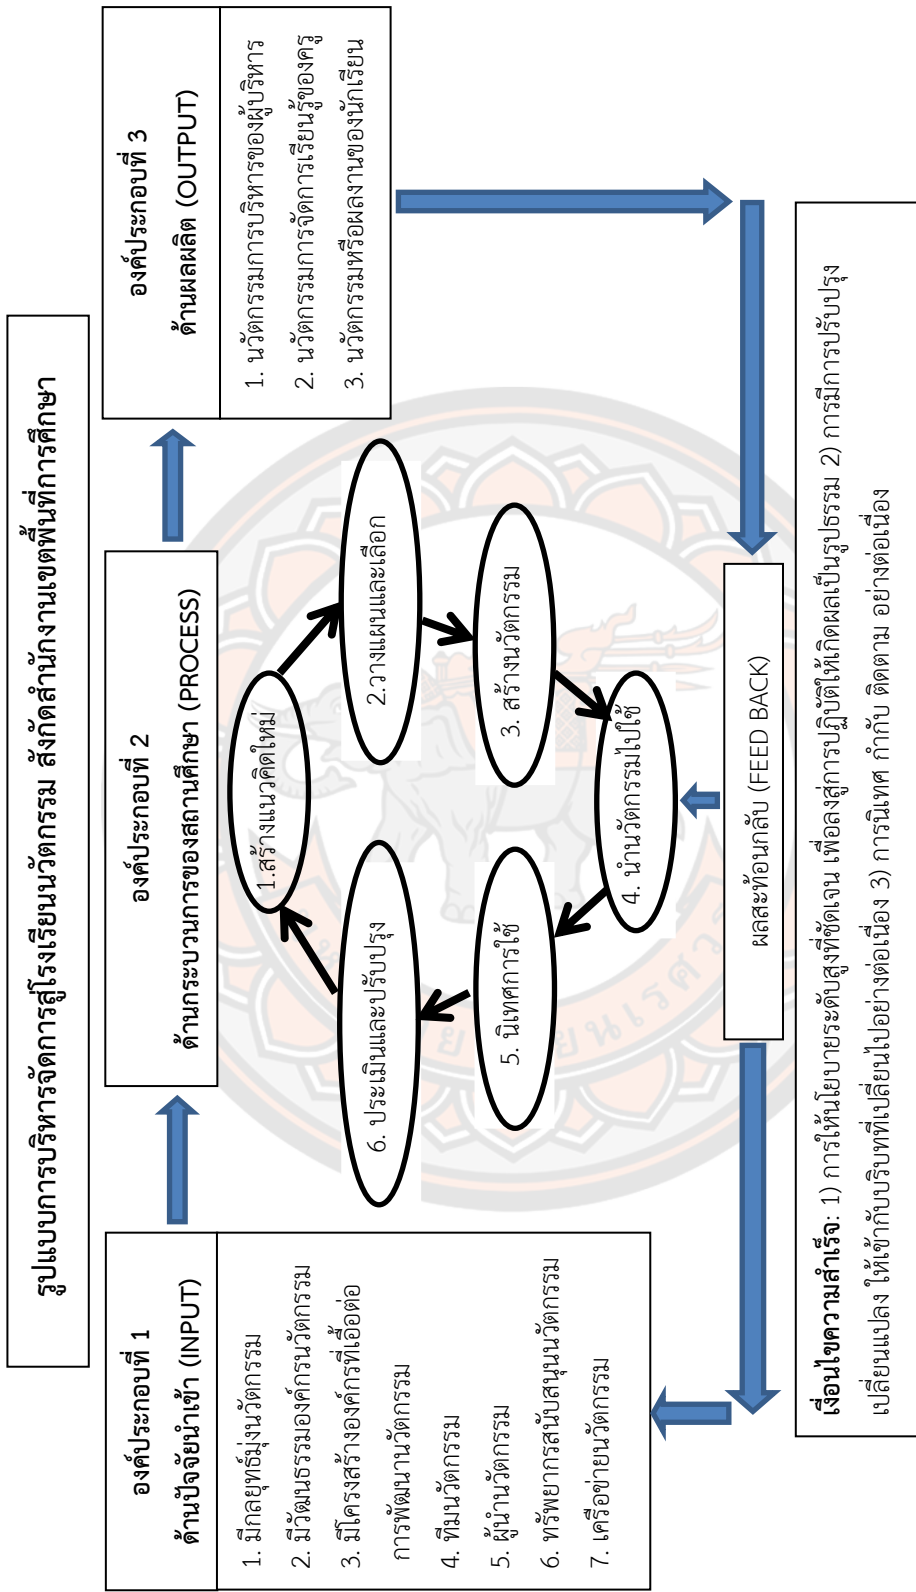 รูปแบบการบริหารจัดการสู่โรงเรียนนวัตกรรม สังกัดสำนักงานเขตพื้นที่การศึกษา
องค์ประกอบที่ 1
ด้านปัจจัยนำเข้า (INPUT)
1. มีกลยุทธ์มุ่งนวัตกรรม
2. มีวัฒนธรรมองค์กรนวัตกรรม
3. มีโครงสร้างองค์กรที่เอื้อต่อ
การพัฒนานวัตกรรม
4. ทีมนวัตกรรม
5. ผู้นำนวัตกรรม
6. ทรัพยากรสนับสนุนนวัตกรรม
7. เครือข่ายนวัตกรรม
องค์ประกอบที่ 2
ด้านกระบวนการของสถานศึกษา (PROCESS)
1.สร้างแนวคิดใหม่
2.วางแผนและเลือก
3. สร้างนวัตกรรม
4. นำนวัตกรรมไปใช้
5. นิเทศการใช้
6. ประเมินและปรับปรุง
องค์ประกอบที่ 3
ด้านผลผลิต (OUTPUT)
1. นวัตกรรมการบริหารของผู้บริหาร
2. นวัตกรรมการจัดการเรียนรู้ของครู
3. นวัตกรรมหรือผลงานของนักเรียน
ผลสะท้อนกลับ (FEED BACK)
เงื่อนไขความสำเร็จ: 1) การให้นโยบายระดับสูงที่ชัดเจน เพื่อลงสู่การปฏิบัติให้เกิดผลเป็นรูปธรรม 2) การมีการปรับปรุง
เปลี่ยนแปลง ให้เข้ากับบริบทที่เปลี่ยนไปอย่างต่อเนื่อง 3) การนิเทศ กำกับ ติดตาม อย่างต่อเนื่อง